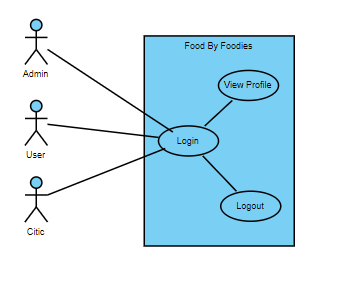 Food By Foodies
Admin
View Profile
User
Login
Citic
Logout